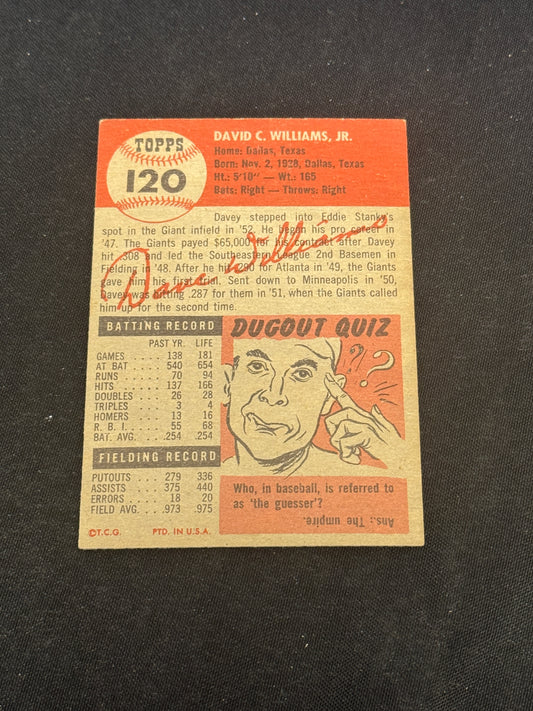 TOPPS
120
DAVID C. WILLIAMS, JR.
Home: Dallas, Texas
Born: Nov. 2, 1928, Dallas, Texas
Ht.: 5'10" — Wt.: 165
Bats: Right — Throws: Right
Davey stepped into Eddie Stanky's
spot in the Giant infield in '52. He began his pro career in
'47. The Giants payed $65,000 for his contract after Davey
hit .308 and led the Southeastern League 2nd Basemen in
Fielding in '48. After he hit .290 for Atlanta in '49, the Giants
gave him his first trial. Sent down to Minneapolis in '50,
Davey was hitting .287 for them in '51, when the Giants called
him up for the second time.
Dave Williams
BATTING RECORD
PAST YR. LIFE
GAMES .... 138 181
AT BAT .... 540 654
RUNS .... 70 94
HITS .... 137 166
DOUBLES .. 26 28
TRIPLES ... 3 4
HOMERS ... 13 16
R. B. I. .... 55 68
BAT. AVG. .. .254 .254
FIELDING RECORD
PUTOUTS ... 279 336
ASSISTS .... 375 440
ERRORS .... 18 20
FIELD AVG. . .973 .975
©T.C.G. PTD. IN U.S.A.
DUGOUT QUIZ
???
Who, in baseball, is referred to
as 'the guesser'?
Ans.: The umpire.